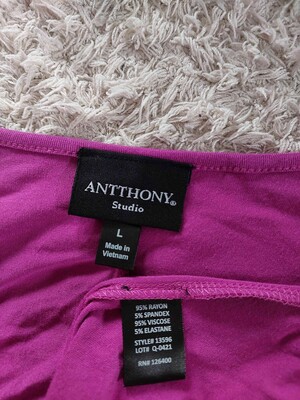 ANTTHONY®
Studio
L
Made in
Vietnam
95% RAYON
5% SPANDEX
95% VISCOSE
5% ELASTANE
STYLE# 13596
LOT# Q-0421
RN# 126400